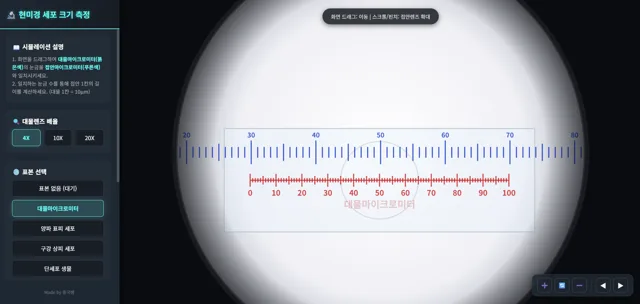 🔬 현미경 세포 크기 측정
📖 시뮬레이션 설명
1. 화면을 드래그하여 대물마이크로미터(붉은색)의 눈금을 접안마이크로미터(푸른색)와 일치시키세요.
2. 일치하는 눈금 수를 통해 접안 1칸의 길이를 계산하세요. (대물 1칸 = 10μm)
🔍 대물렌즈 배율
4X 10X 20X
표본 선택
표본 없음 (대기)
대물마이크로미터
양파 표피 세포
구강 상피 세포
단세포 생물
화면 드래그: 이동 | 스크롤/핀치: 접안렌즈 확대
20 30 40 50 60 70 80
0 10 20 30 40 50 60 70 80 90 100
대물마이크로미터